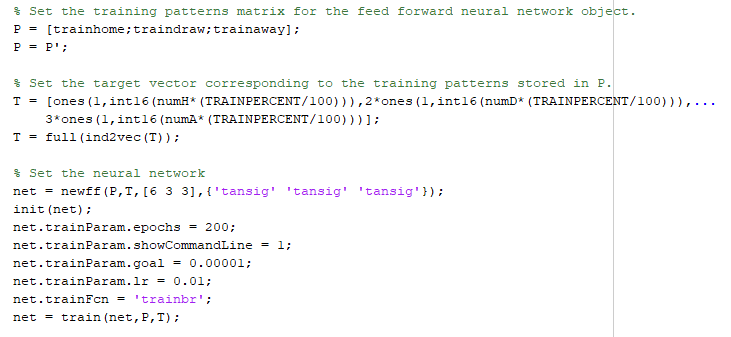 % Set the training patterns matrix for the feed forward neural network object.
P = [trainhome;traindraw;trainaway];
P = P';
% Set the target vector corresponding to the training patterns stored in P.
T = [ones(1,int16(numH*(TRAINPERCENT/100))),2*ones(1,int16(numD*(TRAINPERCENT/100))),...
3*ones(1,int16(numA*(TRAINPERCENT/100)))];
T = full(ind2vec(T));
% Set the neural network
net = newff(P,T,[6 3 3],{'tansig' 'tansig' 'tansig'});
init(net);
net.trainParam.epochs = 200;
net.trainParam.showCommandLine = 1;
net.trainParam.goal = 0.00001;
net.trainParam.lr = 0.01;
net.trainFcn = 'trainbr';
net = train(net,P,T);